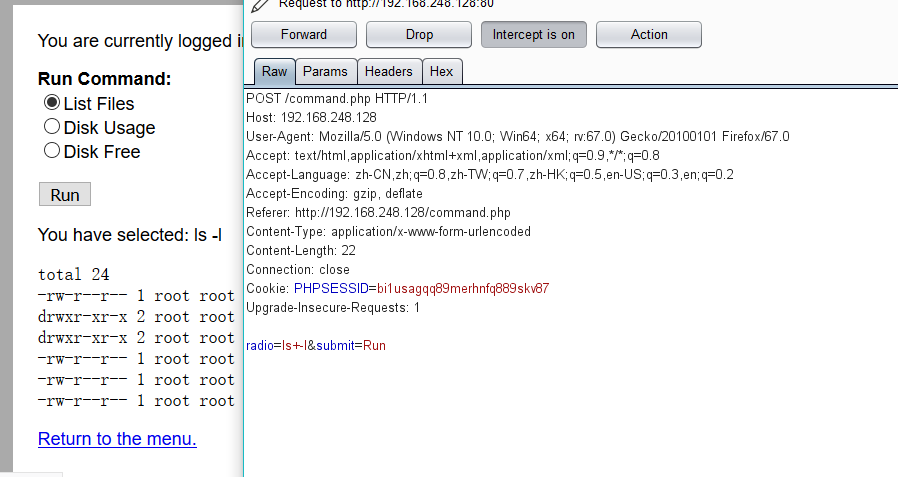 You are currently logged i
Run Command:
List Files
Disk Usage
Disk Free
Run
You have selected: ls -l
total 24
-rw-r--r-- 1 root root
drwxr-xr-x 2 root root
drwxr-xr-x 2 root root
-rw-r--r-- 1 root root
-rw-r--r-- 1 root root
-rw-r--r-- 1 root root
Return to the menu.
Request to http://192.168.248.128:80
Forward Drop Intercept is on Action
Raw Params Headers Hex
POST /command.php HTTP/1.1
Host: 192.168.248.128
User-Agent: Mozilla/5.0 (Windows NT 10.0; Win64; x64; rv:67.0) Gecko/20100101 Firefox/67.0
Accept: text/html,application/xhtml+xml,application/xml;q=0.9,*/*;q=0.8
Accept-Language: zh-CN,zh;q=0.8,zh-TW;q=0.7,zh-HK;q=0.5,en-US;q=0.3,en;q=0.2
Accept-Encoding: gzip, deflate
Referer: http://192.168.248.128/command.php
Content-Type: application/x-www-form-urlencoded
Content-Length: 22
Connection: close
Cookie: PHPSESSID=bi1usagqq89merhnfq889skv87
Upgrade-Insecure-Requests: 1
radio=ls+-l&submit=Run